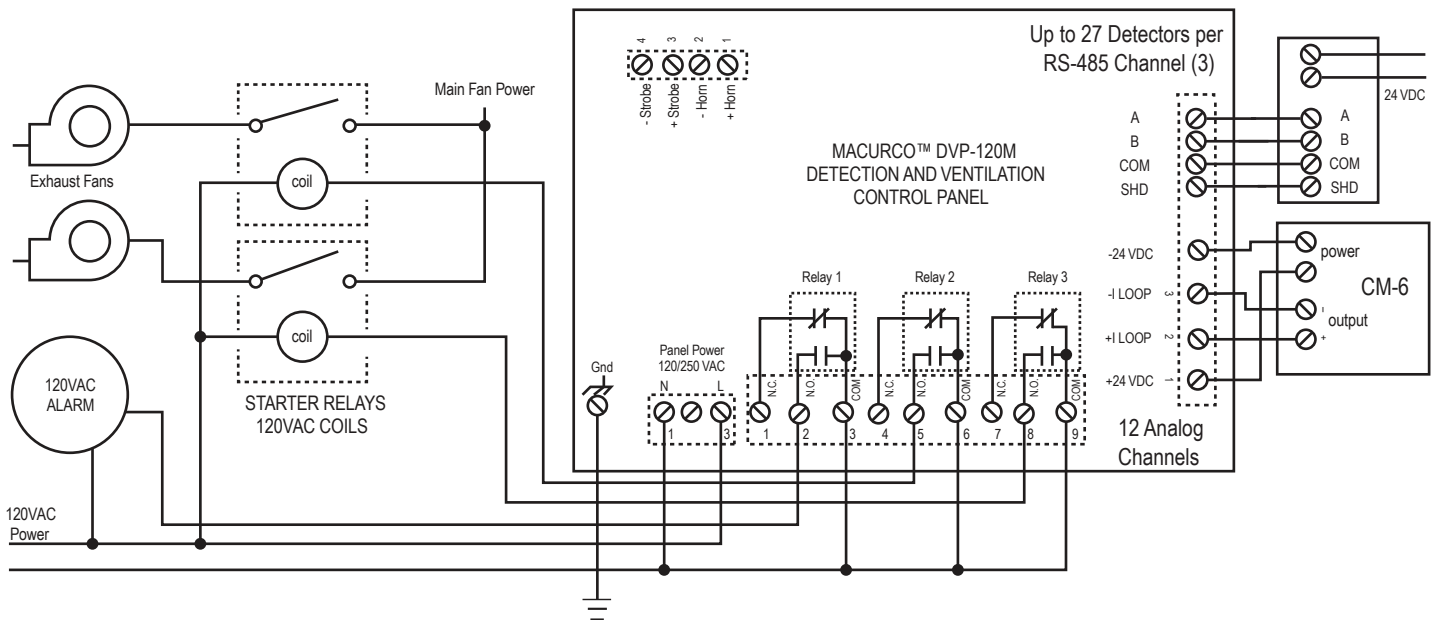 4 3 2 1
- Strobe
+ Strobe
- Horn
+ Horn
Up to 27 Detectors per
RS-485 Channel (3)
24 VDC
Main Fan Power
Exhaust Fans
coil
MACURCO™ DVP-120M
DETECTION AND VENTILATION
CONTROL PANEL
A
B
COM
SHD
A
B
COM
SHD
-24 VDC
-I LOOP 3
+I LOOP 2
+24 VDC 1
power
CM-6
-
output
+
12 Analog
Channels
Relay 1
Relay 2
Relay 3
coil
120VAC
ALARM
STARTER RELAYS
120VAC COILS
Gnd
Panel Power
120/250 VAC
N L
1 3
N.C. N.O. COM N.C. N.O. COM N.C. N.O. COM
1 2 3 4 5 6 7 8 9
120VAC
Power